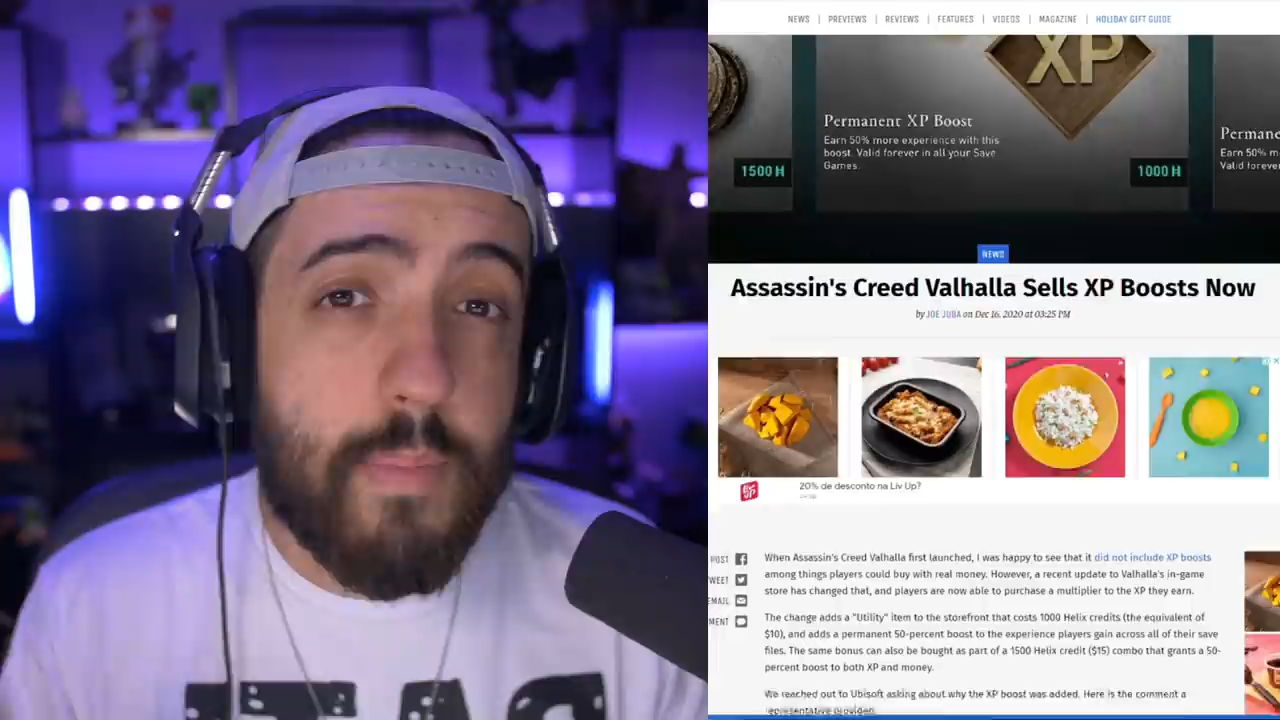 NEWS | PREVIEWS | REVIEWS | FEATURES | VIDEOS | MAGAZINE | HOLIDAY GIFT GUIDE
XP
Permanent XP Boost
Earn 50% more experience with this
boost. Valid forever in all your Save
Games.
1500 H
1000 H
Permane
Earn 50% m
Valid foreve
NEWS
Assassin's Creed Valhalla Sells XP Boosts Now
by JOE JUBA on Dec 16, 2020 at 03:25 PM
20% de desconto na Liv Up?
POST
TWEET
EMAIL
MENT
When Assassin's Creed Valhalla first launched, I was happy to see that it did not include XP boosts
among things players could buy with real money. However, a recent update to Valhalla's in-game
store has changed that, and players are now able to purchase a multiplier to the XP they earn.
The change adds a "Utility" item to the storefront that costs 1000 Helix credits (the equivalent of
$10), and adds a permanent 50-percent boost to the experience players gain across all of their save
files. The same bonus can also be bought as part of a 1500 Helix credit ($15) combo that grants a 50-
percent boost to both XP and money.
We reached out to Ubisoft asking about why the XP boost was added. Here is the comment a
representative provided: